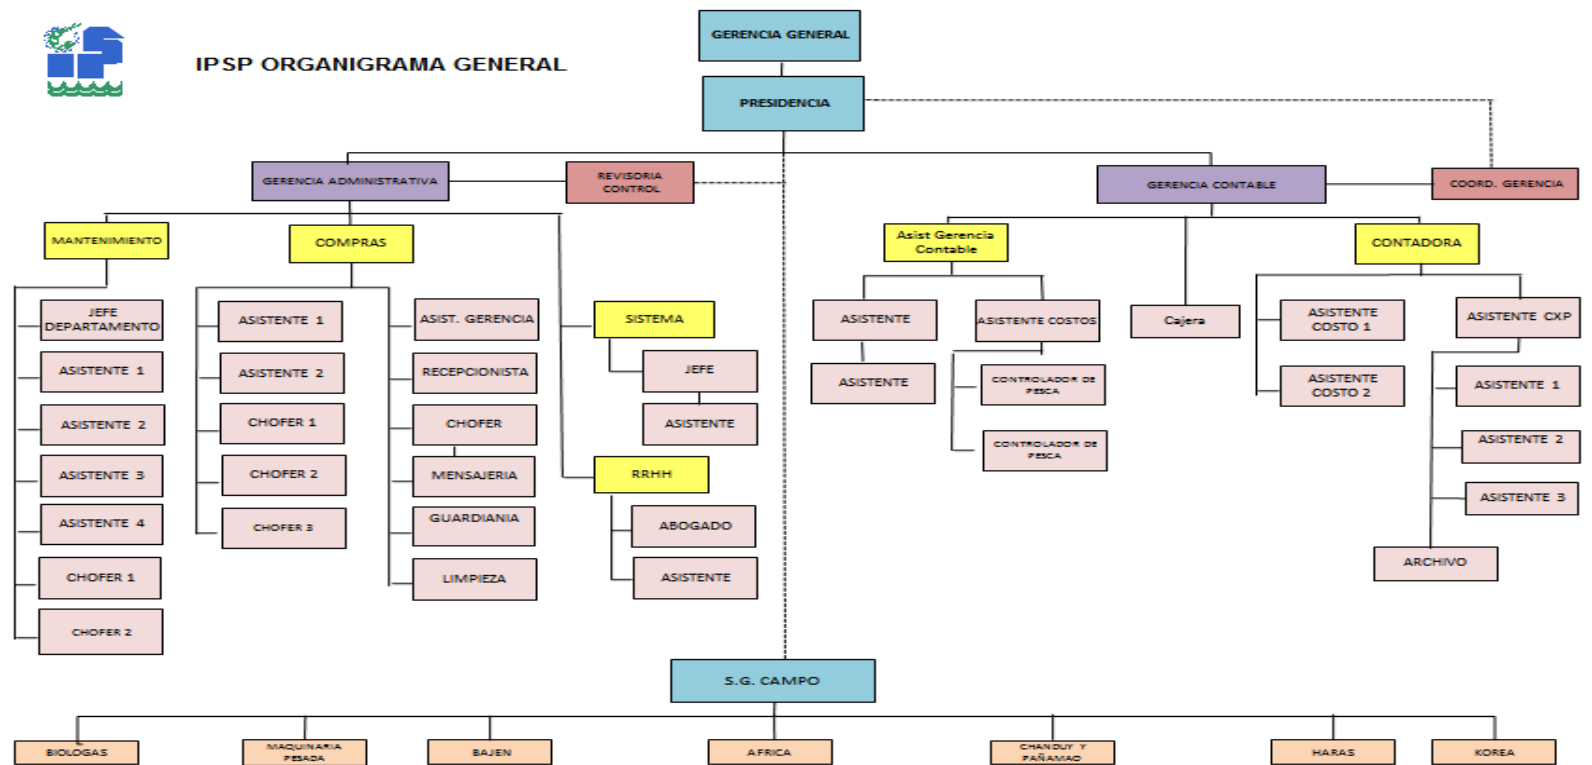 IPSP ORGANIGRAMA GENERAL
GERENCIA GENERAL
PRESIDENCIA
GERENCIA ADMINISTRATIVA
REVISORIA
CONTROL
GERENCIA CONTABLE
COORD. GERENCIA
MANTENIMIENTO
JEFE
DEPARTAMENTO
ASISTENTE 1
ASISTENTE 2
ASISTENTE 3
ASISTENTE 4
CHOFER 1
CHOFER 2
COMPRAS
ASISTENTE 1
ASISTENTE 2
CHOFER 1
CHOFER 2
CHOFER 3
ASIST. GERENCIA
RECEPCIONISTA
CHOFER
MENSAJERIA
GUARDIANIA
LIMPIEZA
SISTEMA
JEFE
ASISTENTE
RRHH
ABOGADO
ASISTENTE
Asist Gerencia
Contable
ASISTENTE
ASISTENTE
ASISTENTE COSTOS
CONTROLADOR DE
PESCA
CONTROLADOR DE
PESCA
Cajera
CONTADORA
ASISTENTE
COSTO 1
ASISTENTE
COSTO 2
ASISTENTE CXP
ASISTENTE 1
ASISTENTE 2
ASISTENTE 3
ARCHIVO
S.G. CAMPO
BIOLOGAS
MAQUINARIA
PESADA
BAJEN
AFRICA
CHANDUY Y
PAÑAMAO
HARAS
KOREA